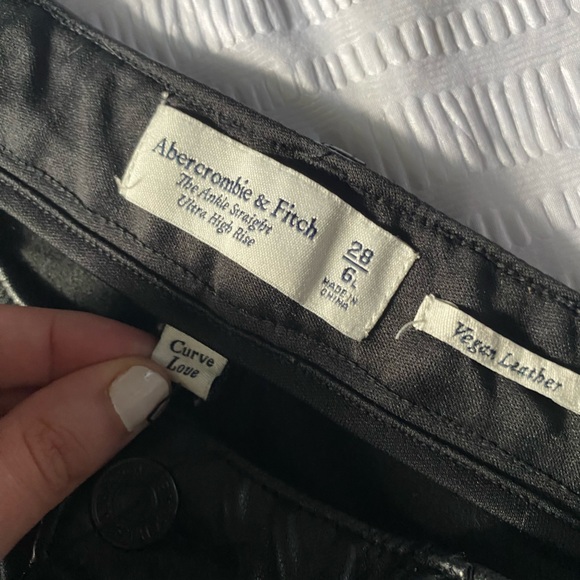 Abercrombie & Fitch
The Ankle Straight
Ultra High Rise
28
6L
MADE IN
CHINA
Vegan Leather
Curve
Love